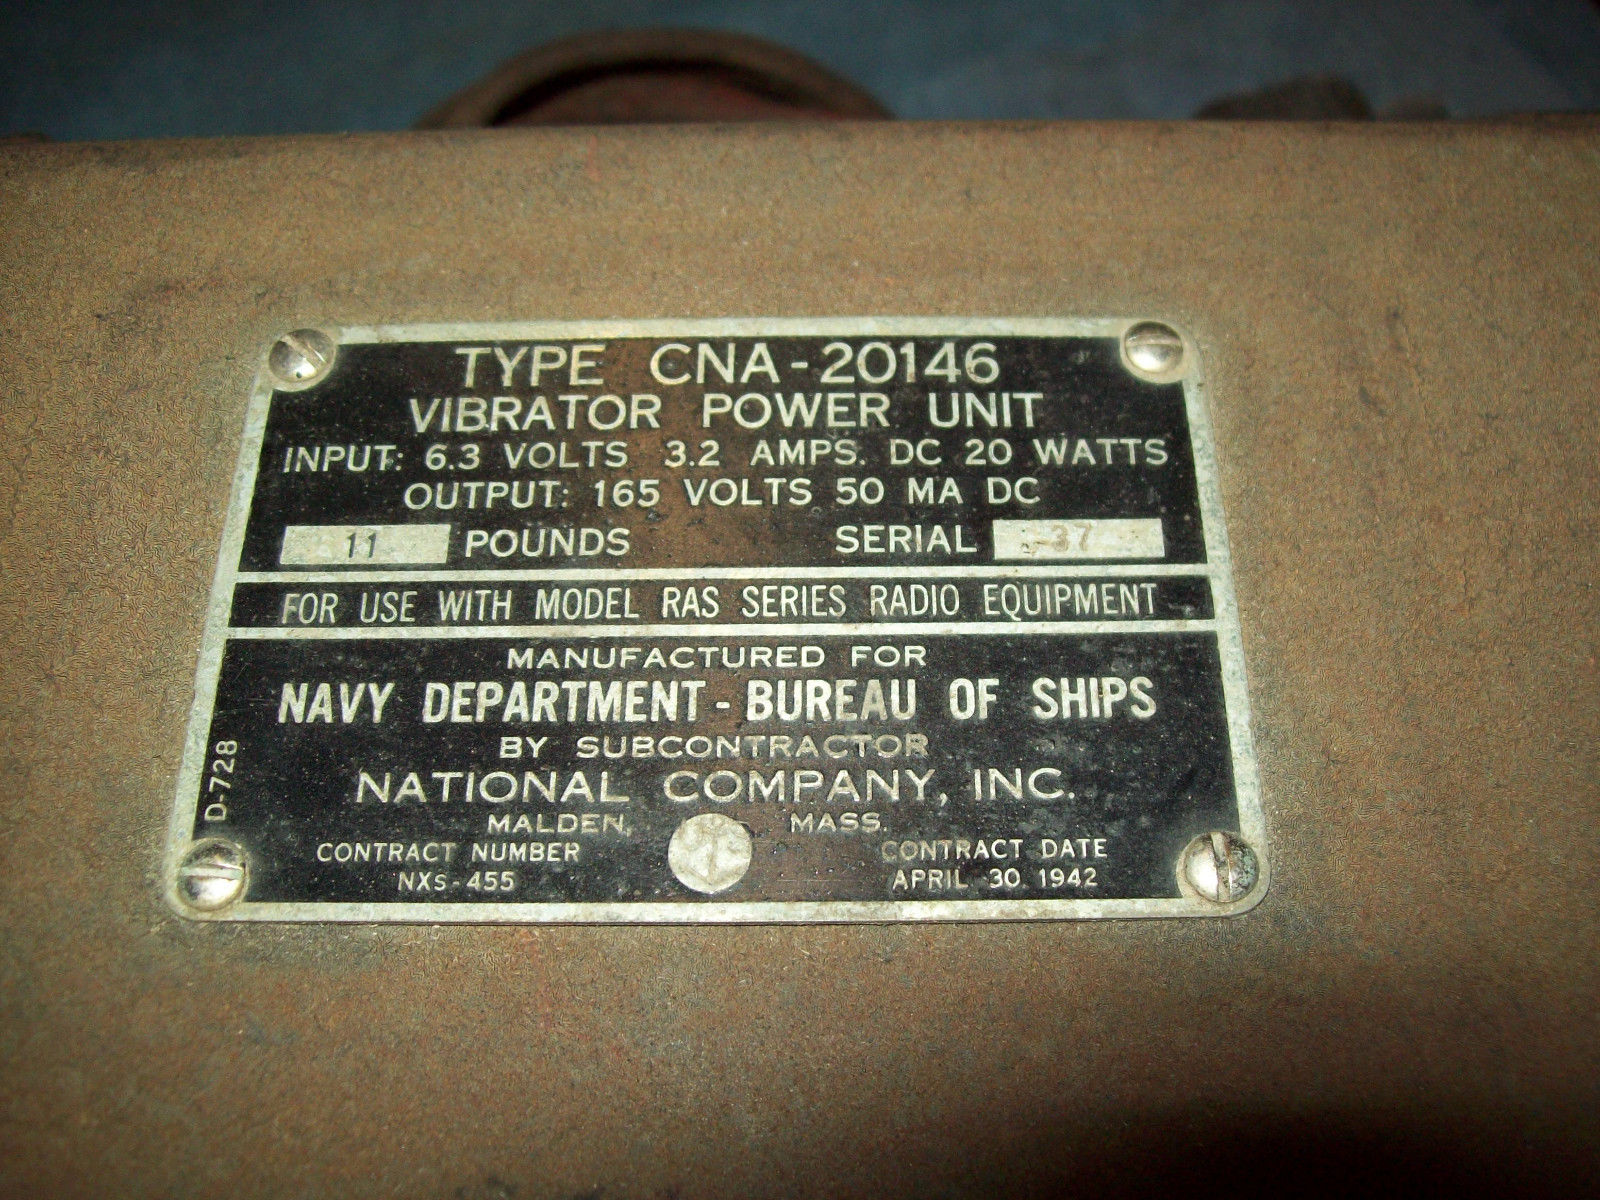 TYPE CNA-20146
VIBRATOR POWER UNIT
INPUT: 6.3 VOLTS 3.2 AMPS. DC 20 WATTS
OUTPUT: 165 VOLTS 50 MA DC
11 POUNDS SERIAL 37
FOR USE WITH MODEL RAS SERIES RADIO EQUIPMENT
MANUFACTURED FOR
NAVY DEPARTMENT - BUREAU OF SHIPS
BY SUBCONTRACTOR
NATIONAL COMPANY, INC.
MALDEN, MASS.
CONTRACT NUMBER CONTRACT DATE
NXs-455 APRIL 30, 1942
D-728